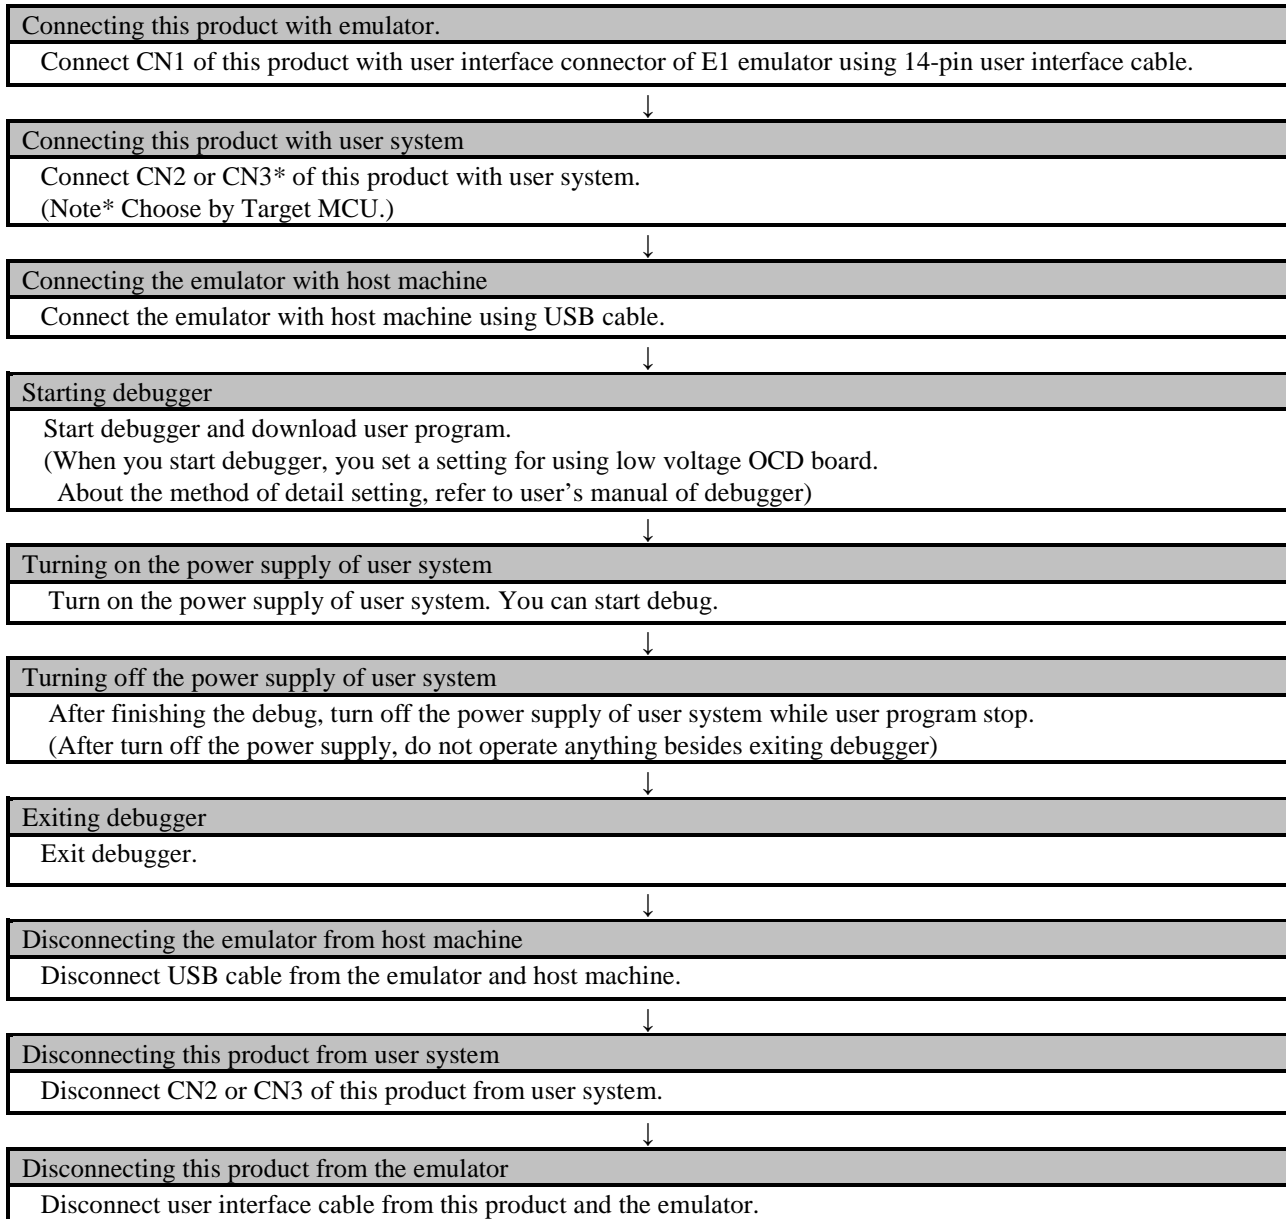 Connecting this product with emulator.
Connect CN1 of this product with user interface connector of E1 emulator using 14-pin user interface cable.
↓
Connecting this product with user system
Connect CN2 or CN3* of this product with user system.
(Note* Choose by Target MCU.)
↓
Connecting the emulator with host machine
Connect the emulator with host machine using USB cable.
↓
Starting debugger
Start debugger and download user program.
(When you start debugger, you set a setting for using low voltage OCD board.
About the method of detail setting, refer to user’s manual of debugger)
↓
Turning on the power supply of user system
Turn on the power supply of user system. You can start debug.
↓
Turning off the power supply of user system
After finishing the debug, turn off the power supply of user system while user program stop.
(After turn off the power supply, do not operate anything besides exiting debugger)
↓
Exiting debugger
Exit debugger.
↓
Disconnecting the emulator from host machine
Disconnect USB cable from the emulator and host machine.
↓
Disconnecting this product from user system
Disconnect CN2 or CN3 of this product from user system.
↓
Disconnecting this product from the emulator
Disconnect user interface cable from this product and the emulator.